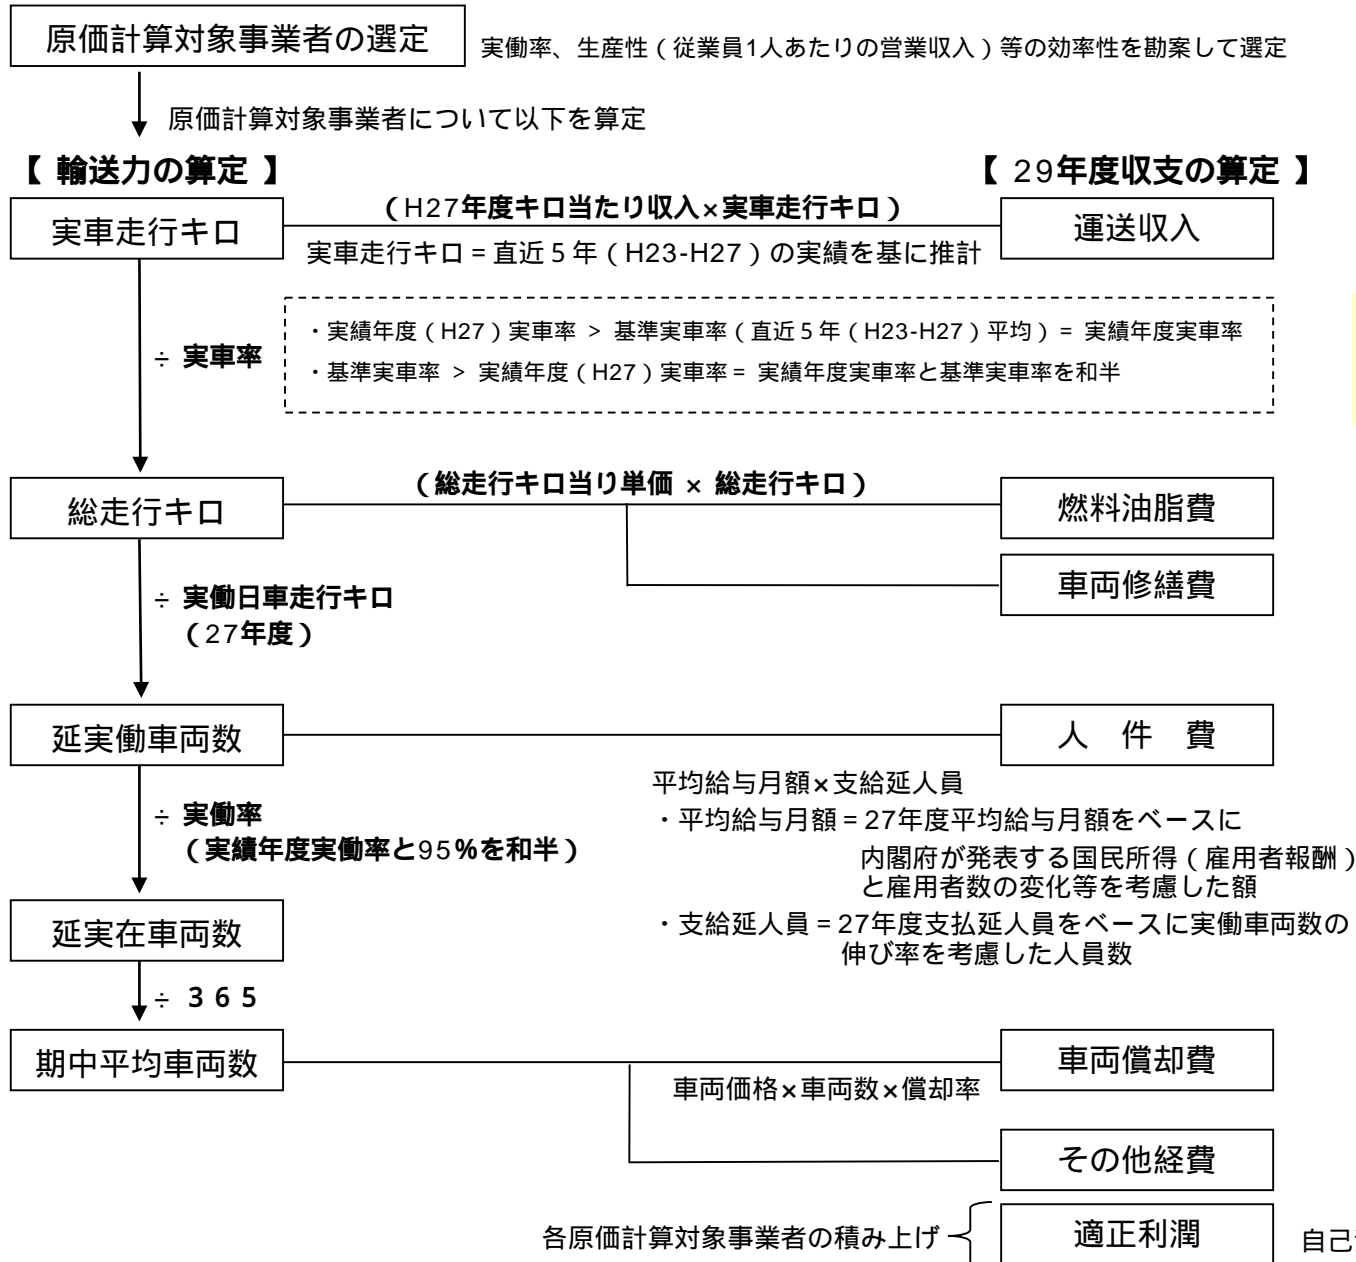 原価計算対象事業者の選定
実働率、生産性（従業員1人あたりの営業収入）等の効率性を勘案して選定
原価計算対象事業者について以下を算定
【 輸送力の算定 】
【 29年度収支の算定 】
実車走行キロ
（H27年度キロ当たり収入×実車走行キロ）
運送収入
実車走行キロ＝直近５年（H23-H27）の実績を基に推計
÷ 実車率
・実績年度（H27）実車率 ＞ 基準実車率（直近５年（H23-H27）平均）＝ 実績年度実車率
・基準実車率 ＞ 実績年度（H27）実車率＝ 実績年度実車率と基準実車率を和半
総走行キロ
（総走行キロ当り単価 × 総走行キロ）
燃料油脂費
車両修繕費
÷ 実働日車走行キロ
（27年度）
延実働車両数
人　件　費
÷ 実働率
（実績年度実働率と95％を和半）
平均給与月額×支給延人員
・平均給与月額＝27年度平均給与月額をベースに
内閣府が発表する国民所得（雇用者報酬）
と雇用者数の変化等を考慮した額
・支給延人員＝27年度支払延人員をベースに実働車両数の
伸び率を考慮した人員数
延実在車両数
÷ ３６５
期中平均車両数
車両償却費
車両価格×車両数×償却率
その他経費
各原価計算対象事業者の積み上げ
適正利潤
自己